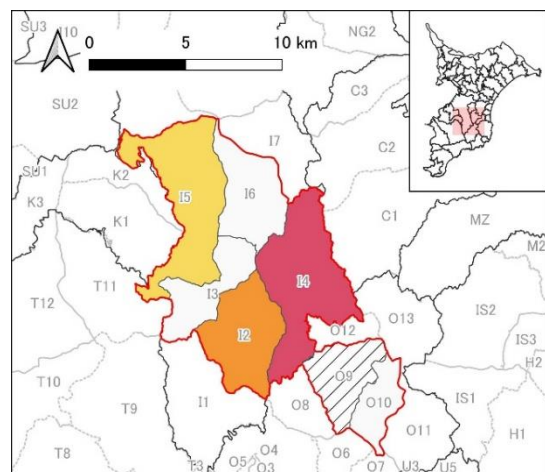 SU3
I10
0 5 10 km
NG2
SU2
C3
I7
C2
SU1
K2
K3
I5
I6
K1
C1
MZ
M2
T11
I3
I4
T12
I2
O12
O13
IS2
IS3
H2
O9
T10
T9
I1
O8
O10
IS1
O11
H1
T8
T3
O5
O4
O3
O6
O7
U3
U5